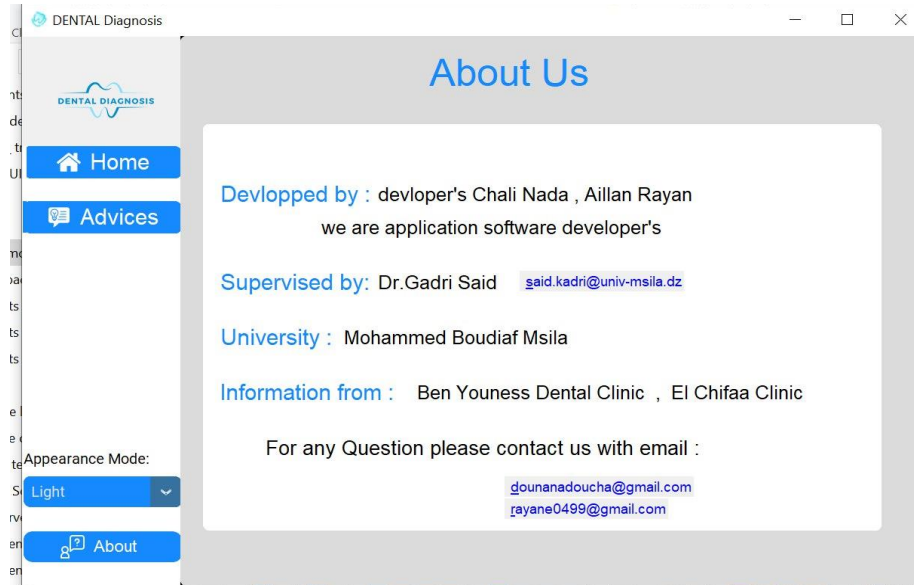 DENTAL Diagnosis
DENTAL DIAGNOSIS
Home
Advices
Appearance Mode:
Light
About
About Us
Devlopped by : devloper's Chali Nada , Aillan Rayan
we are application software developer's
Supervised by: Dr.Gadri Said said.kadri@univ-msila.dz
University : Mohammed Boudiaf Msila
Information from : Ben Youness Dental Clinic , El Chifaa Clinic
For any Question please contact us with email :
dounanadoucha@gmail.com
rayane0499@gmail.com